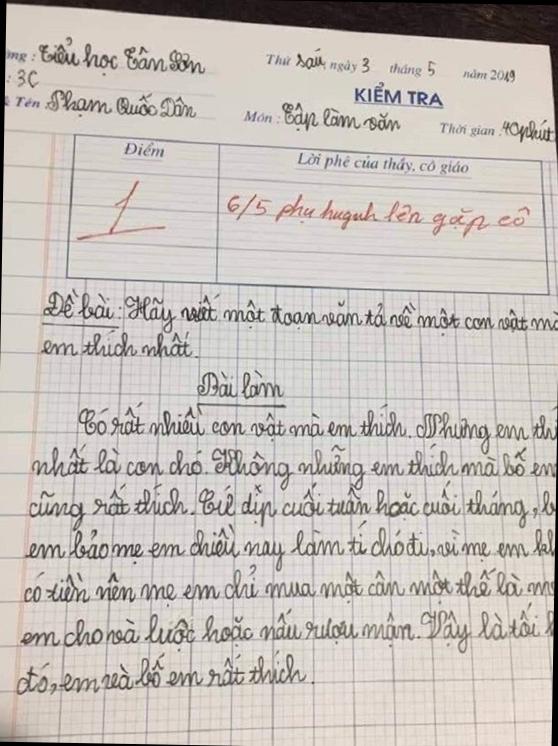 ờng : Tiểu học Tân Sơn
Thứ sáu, ngày 3 tháng 5 năm 2019
: 3C
KIỂM TRA
& Tên : Phạm Quốc Dân
Môn : Tập làm văn
Thời gian : 40 phút
Điểm
Lời phê của thầy, cô giáo
1
6/5 phụ huynh lên gặp cô
Đề bài : Hãy viết một đoạn văn tả về một con vật mà
em thích nhất.
Bài làm
Có rất nhiều con vật mà em thích. Nhưng em thí
nhất là con chó. Không những em thích mà bố em
cũng rất thích. Cứ dịp cuối tuần hoặc cuối tháng, b
em bảo mẹ em chiều nay làm tí chó đi, vì mẹ em kh
có tiền nên mẹ em chỉ mua một cân một thế là mẹ
em cho và luộc hoặc nấu rượu mận. Vậy là tối
đó, em và bố em rất thích.